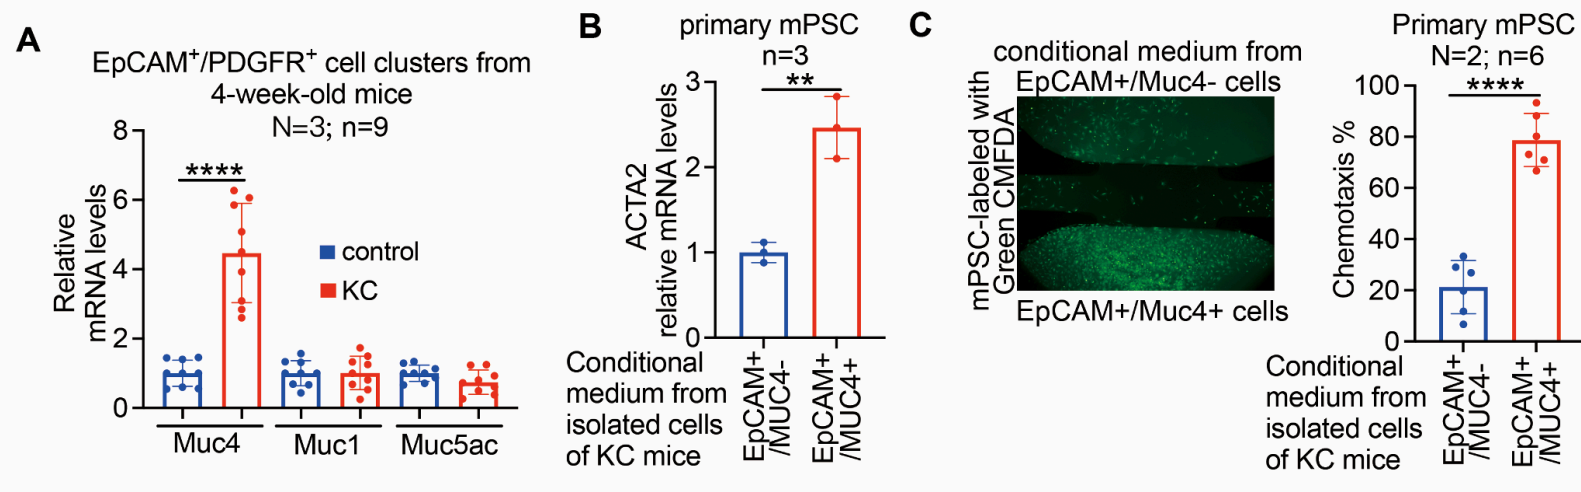 A
EpCAM+/PDGFR+ cell clusters from
4-week-old mice
N=3; n=9
Relative
mRNA levels
8
6
4
2
0
****
control
KC
Muc4
Muc1
Muc5ac
B
primary mPSC
n=3
ACTA2
relative mRNA levels
3
2
1
0
**
Conditional
medium from
isolated cells
of KC mice
EpCAM+
/MUC4-
EpCAM+
/MUC4+
C
conditional medium from
EpCAM+/Muc4- cells
mPSC-labeled with
Green CMFDA
EpCAM+/Muc4+ cells
Primary mPSC
N=2; n=6
Chemotaxis %
100
80
60
40
20
0
****
Conditional
medium from
isolated cells
of KC mice
EpCAM+
/MUC4-
EpCAM+
/MUC4+